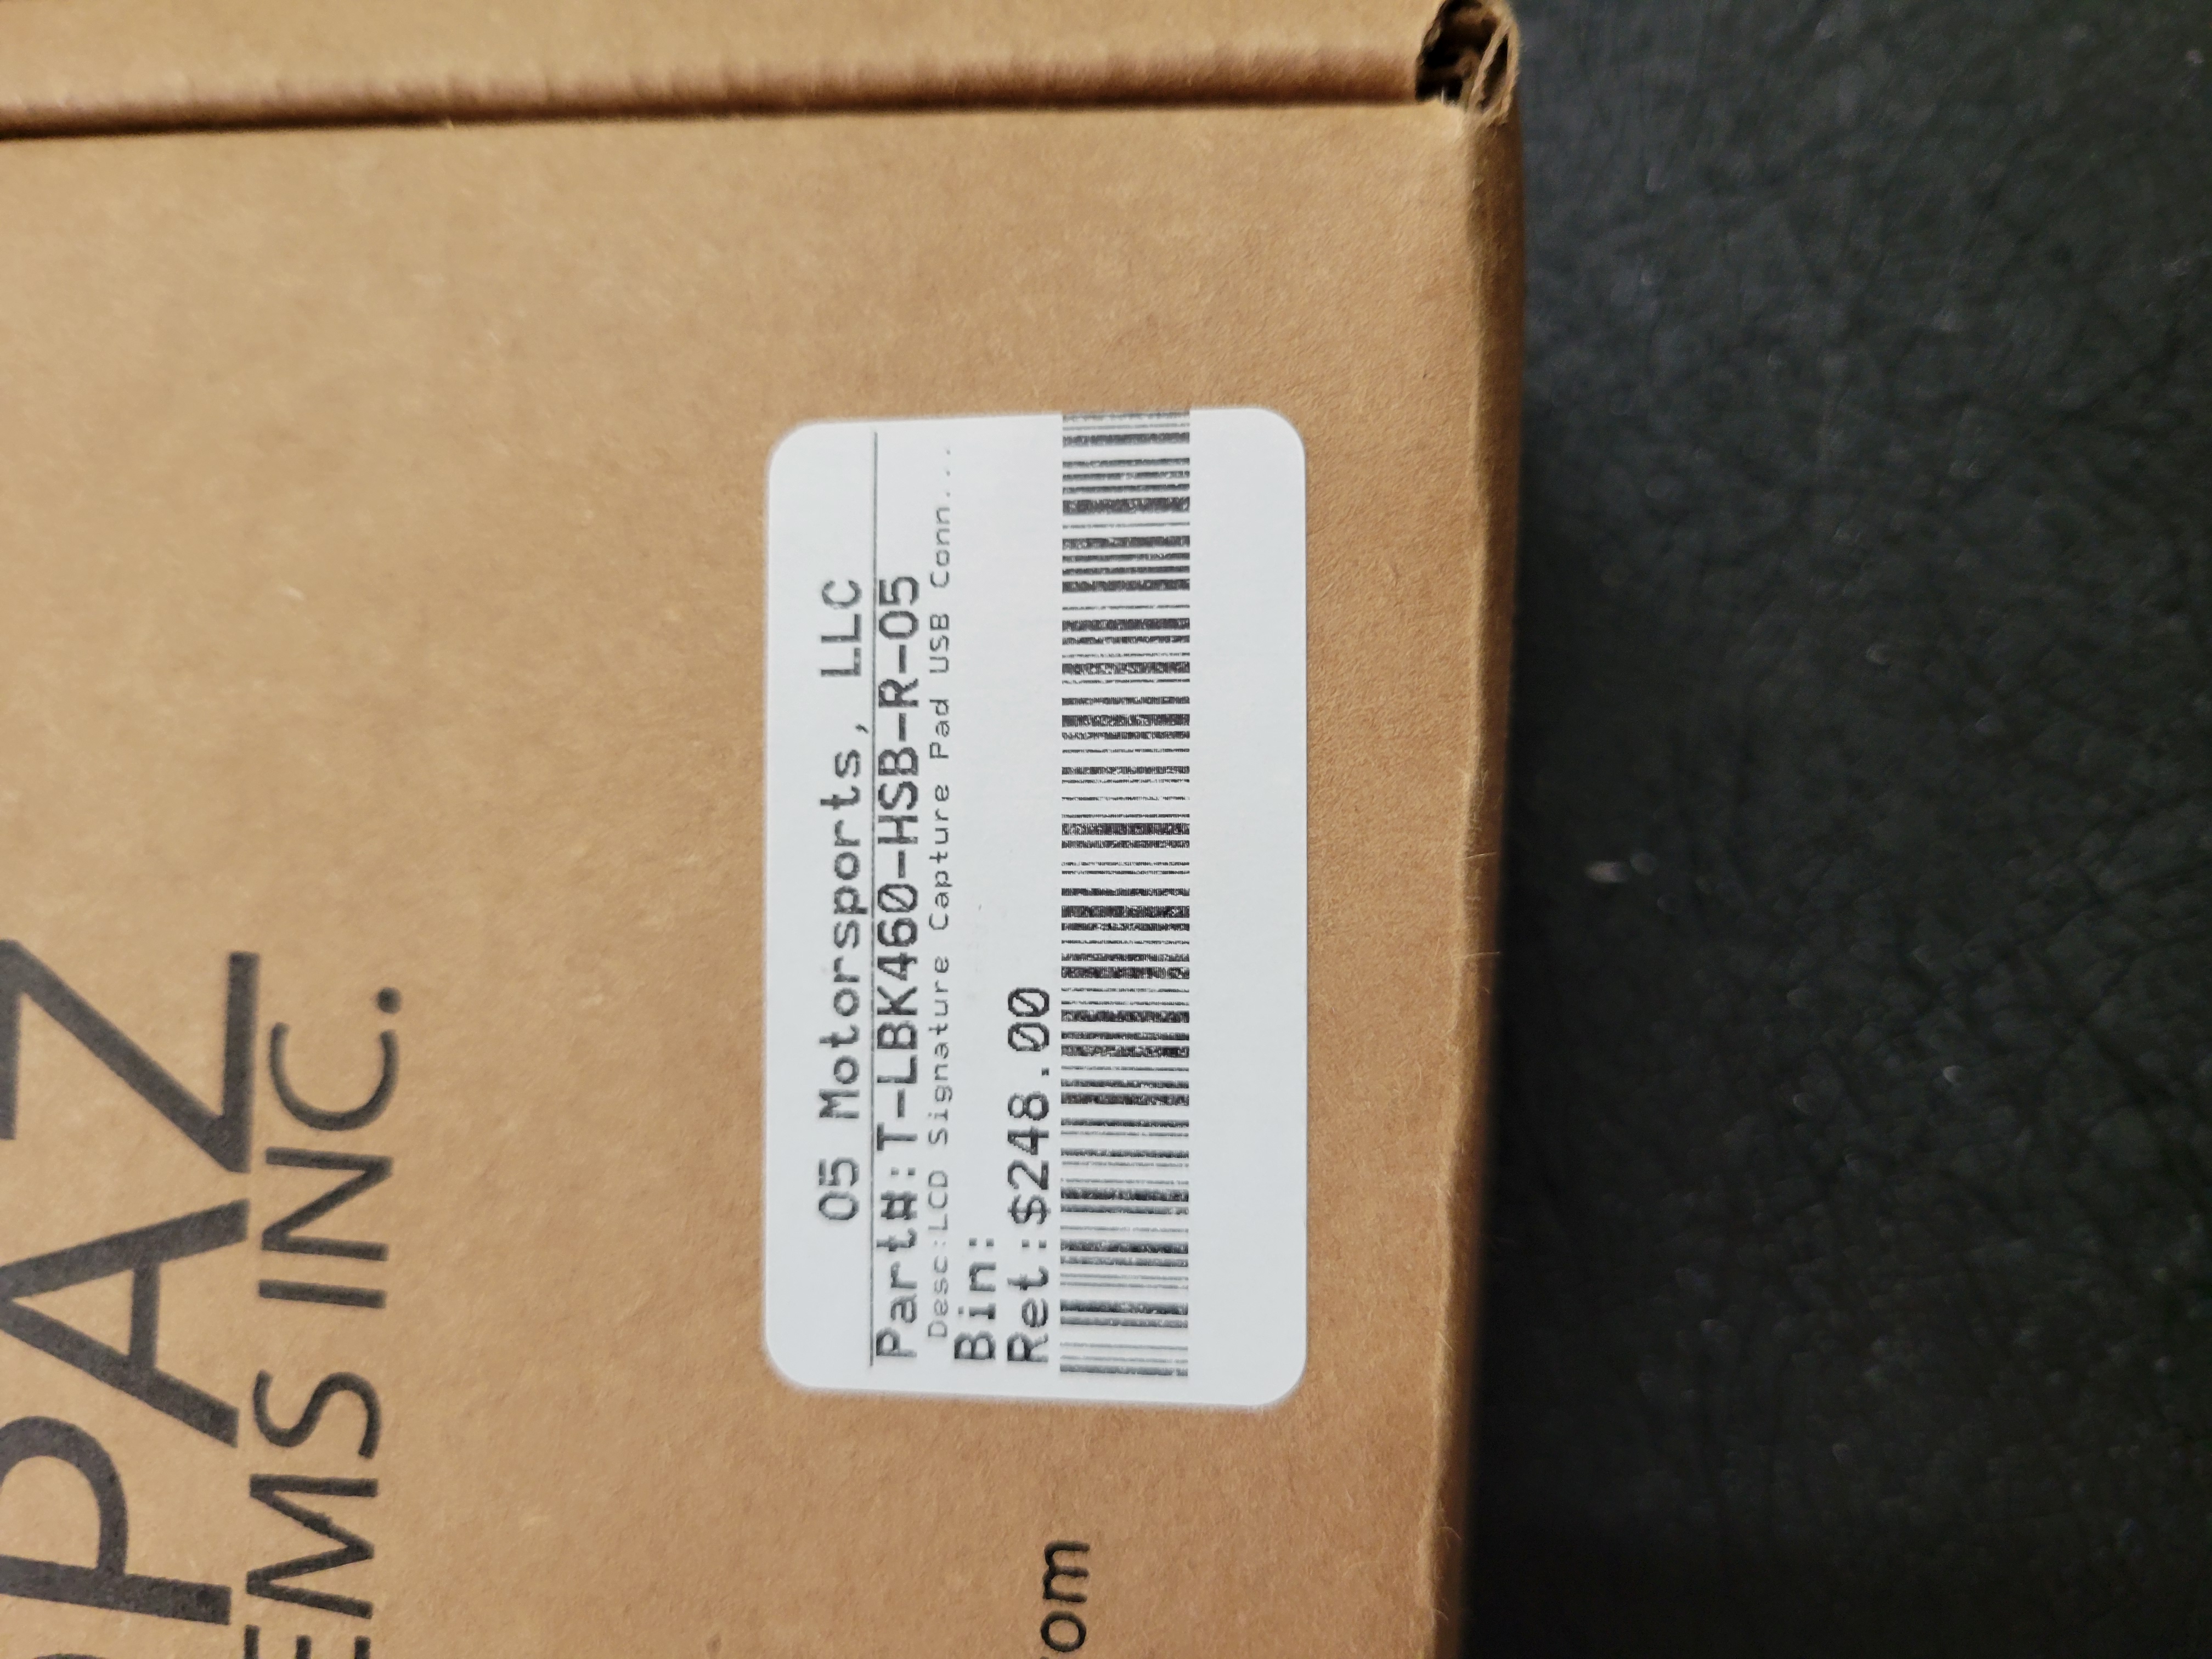 PAZ
EMS INC.
05 Motorsports, LLC
Part#:T-LBK460-HSB-R-05
Desc:LCD Signature Capture Pad USB Conn...
Bin:
Ret:$248.00
om